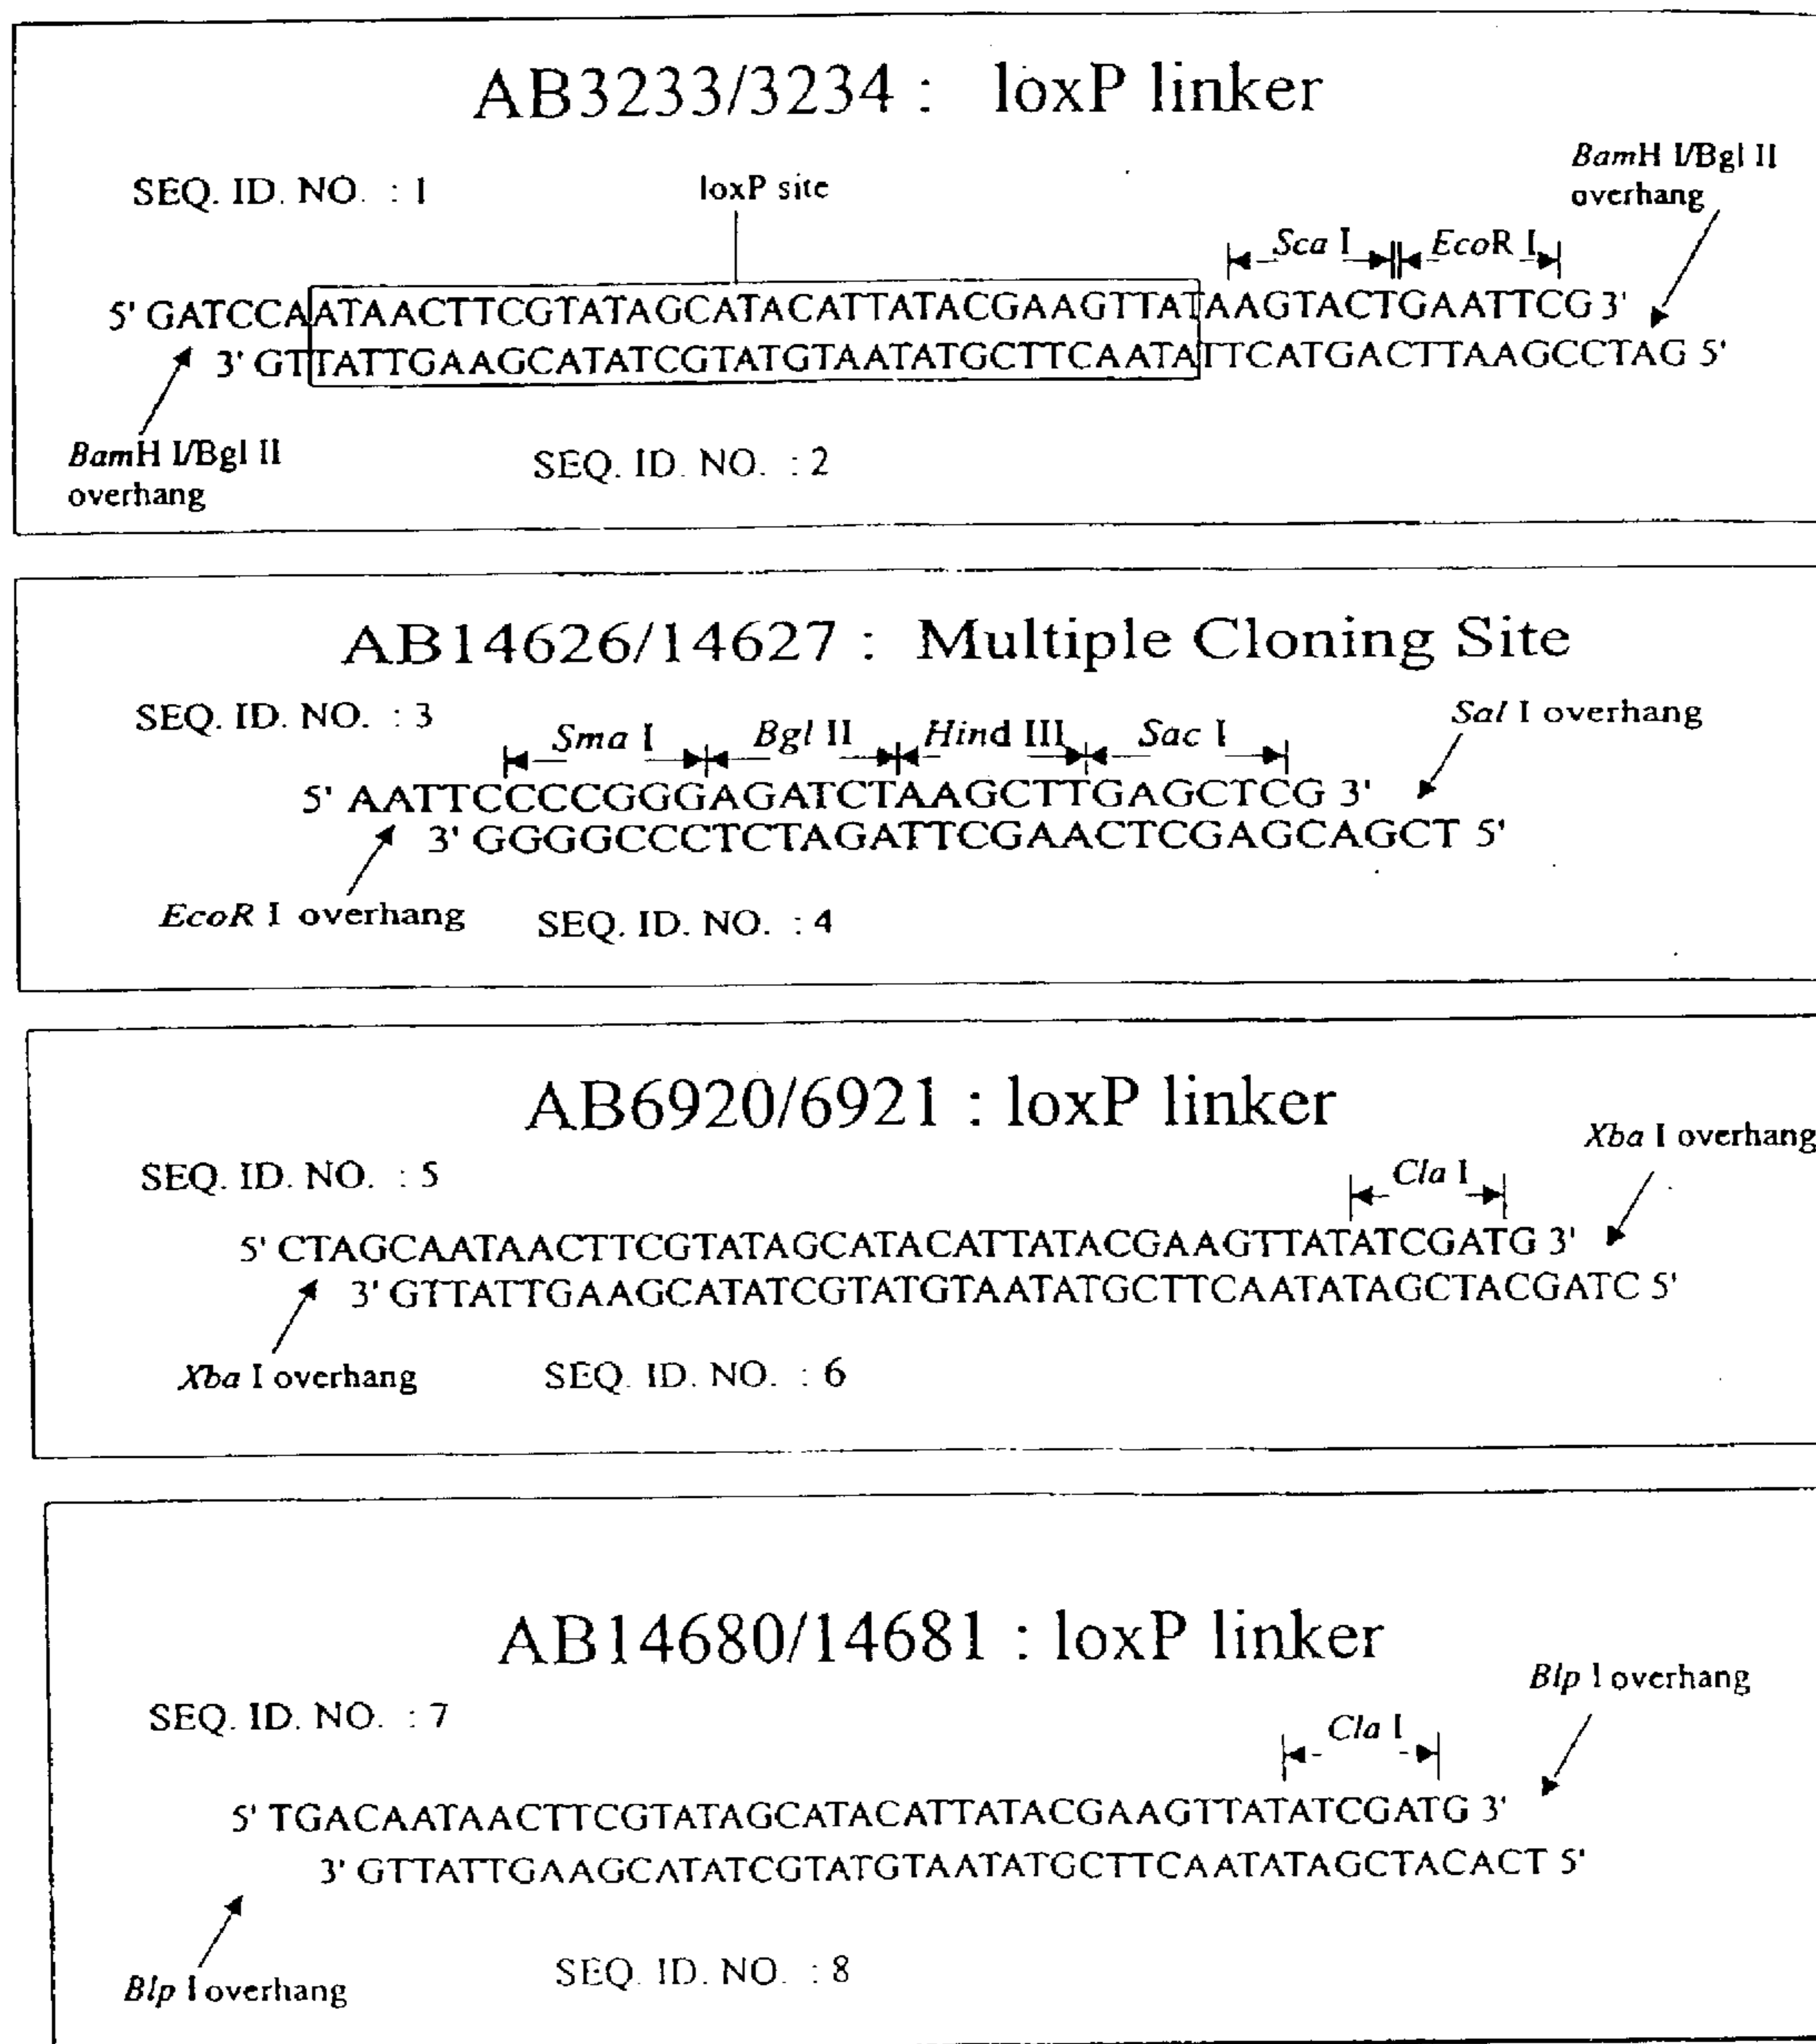 AB3233/3234 : loxP linker
SEQ. ID. NO. : 1
loxP site
BamH I/Bgl II
overhang
Sca I
EcoR I
5' GATCCAATAACTTCGTATAGCATACATTATACGAAGTTATAAGTACTGAATTCG 3'
3' GTTATTGAAGCATATCGTATGTAATATGCTTCAATATTCATGACTTAAGCCTAG 5'
BamH I/Bgl II
overhang
SEQ. ID. NO. : 2
AB14626/14627 : Multiple Cloning Site
SEQ. ID. NO. : 3
Sma I
Bgl II
Hind III
Sac I
Sal I overhang
5' AATTCCCCCGGGAGATCTAAGCTTGAGCTCG 3'
3' GGGGCCCTCTAGATTCGAACTCGAGCAGCT 5'
EcoR I overhang
SEQ. ID. NO. : 4
AB6920/6921 : loxP linker
SEQ. ID. NO. : 5
Cla I
Xba I overhang
5' CTAGCAATAACTTCGTATAGCATACATTATACGAAGTTATATCGATG 3'
3' GTTATTGAAGCATATCGTATGTAATATGCTTCAATATAGCTACGATC 5'
Xba I overhang
SEQ. ID. NO. : 6
AB14680/14681 : loxP linker
SEQ. ID. NO. : 7
Cla I
Blp I overhang
5' TGACAATAACTTCGTATAGCATACATTATACGAAGTTATATCGATG 3'
3' GTTATTGAAGCATATCGTATGTAATATGCTTCAATATAGCTACACT 5'
Blp I overhang
SEQ. ID. NO. : 8